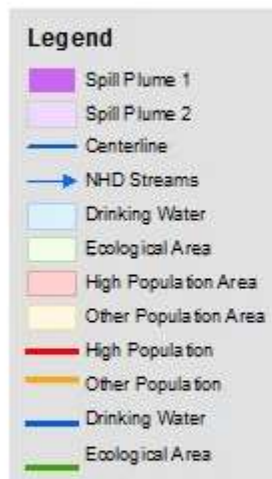 Legend
Spill Plume 1
Spill Plume 2
Centerline
NHD Streams
Drinking Water
Ecological Area
High Population Area
Other Population Area
High Population
Other Population
Drinking Water
Ecological Area